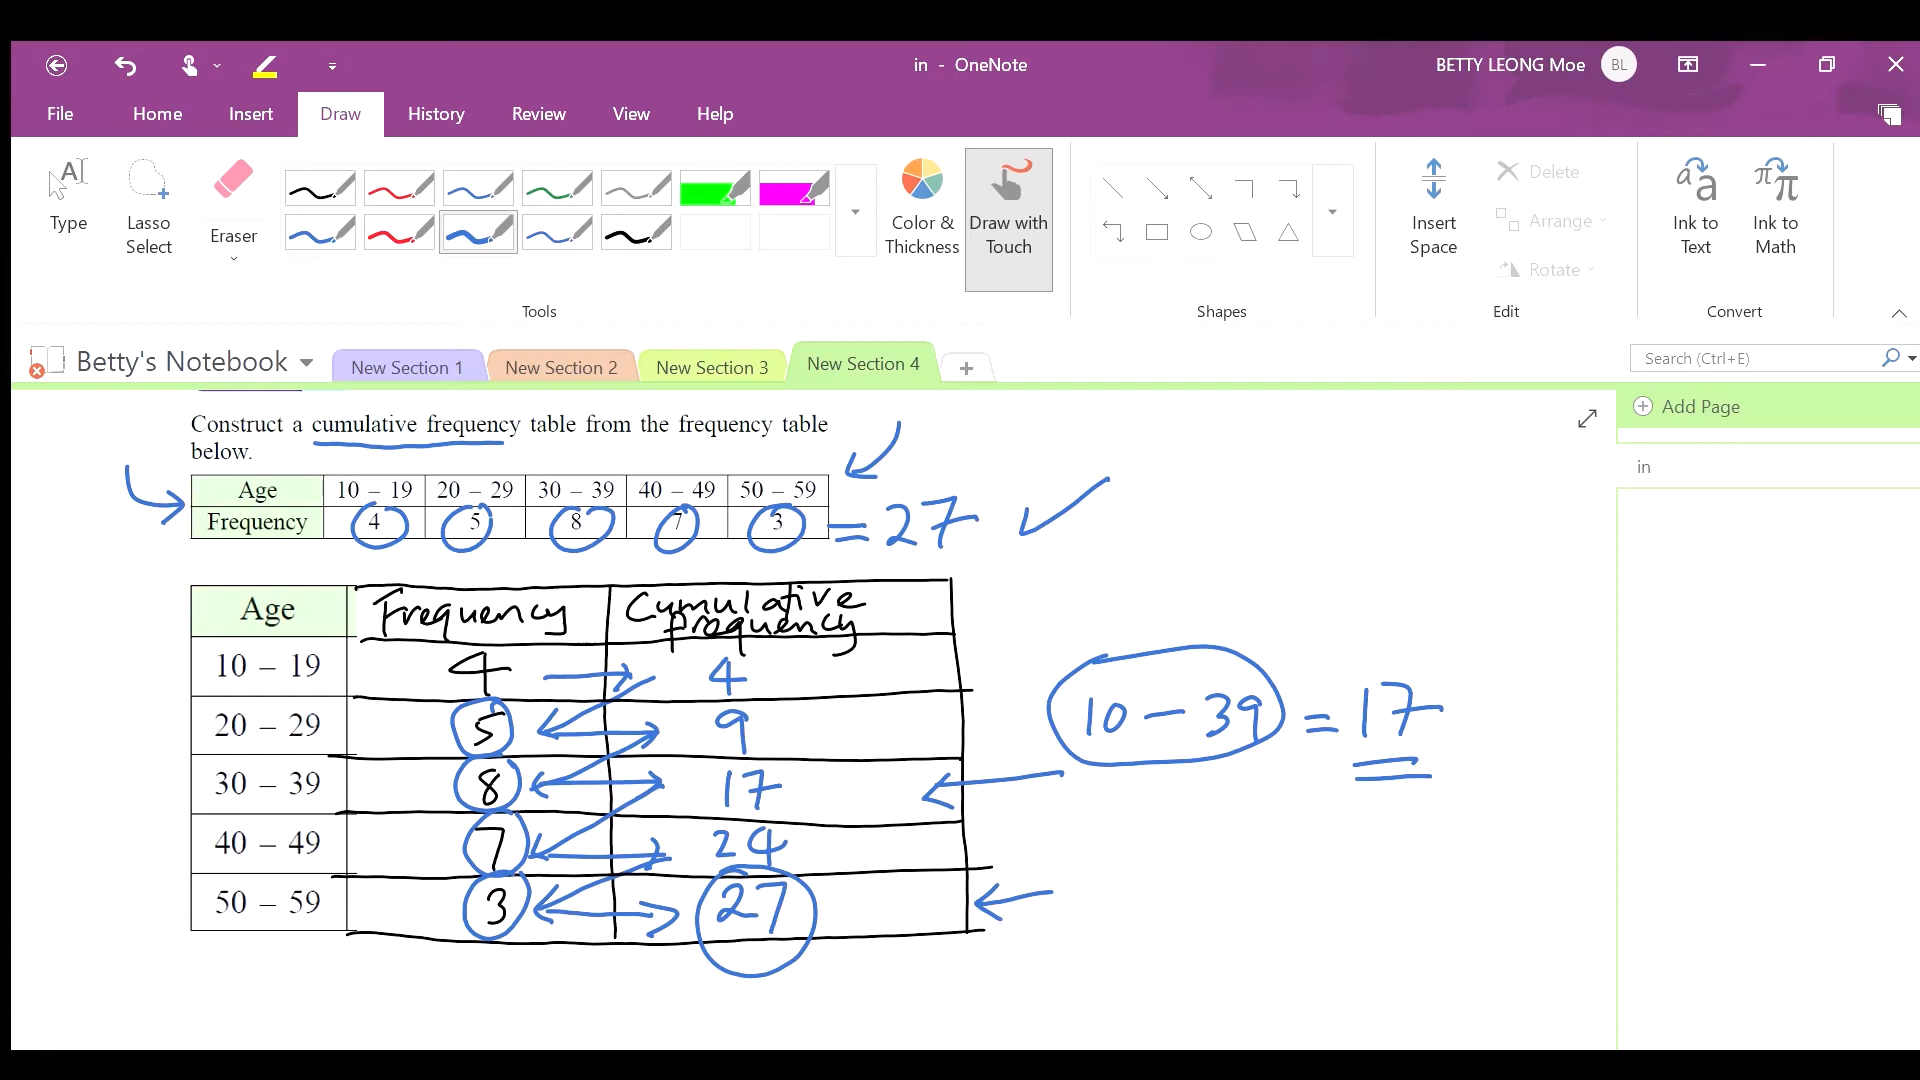 in - OneNote
BETTY LEONG Moe BL
File Home Insert Draw History Review View Help
Type
Lasso Select
Eraser
Color & Thickness
Draw with Touch
Insert Space
Delete
Arrange
Rotate
Ink to Text
Ink to Math
Tools Shapes Edit Convert
Betty's Notebook New Section 1 New Section 2 New Section 3 New Section 4
Search (Ctrl+E)
Add Page
in
Construct a cumulative frequency table from the frequency table
below.
Age 10 – 19 20 – 29 30 – 39 40 – 49 50 – 59
Frequency 4 5 8 7 3 = 27
Age Frequency Cumulative frequency
10 – 19 4 4
20 – 29 5 9
30 – 39 8 17
40 – 49 7 24
50 – 59 3 27
10 – 39 = 17